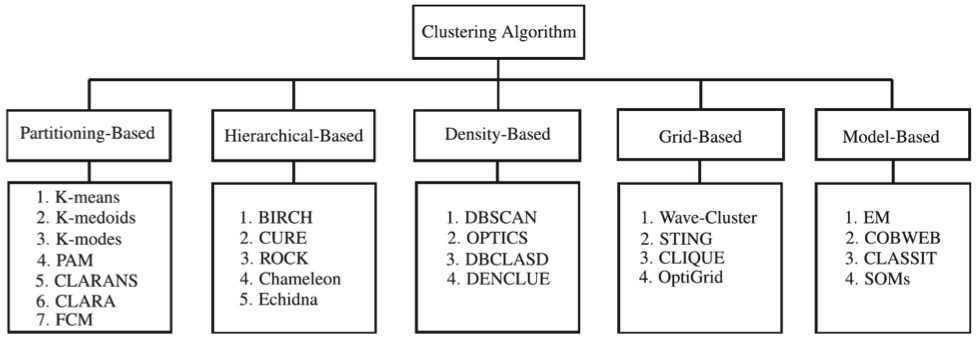 Clustering Algorithm
Partitioning-Based
Hierarchical-Based
Density-Based
Grid-Based
Model-Based
1. K-means
2. K-medoids
3. K-modes
4. PAM
5. CLARANS
6. CLARA
7. FCM
1. BIRCH
2. CURE
3. ROCK
4. Chameleon
5. Echidna
1. DBSCAN
2. OPTICS
3. DBCLASD
4. DENCLUE
1. Wave-Cluster
2. STING
3. CLIQUE
4. OptiGrid
1. EM
2. COBWEB
3. CLASSIT
4. SOMs